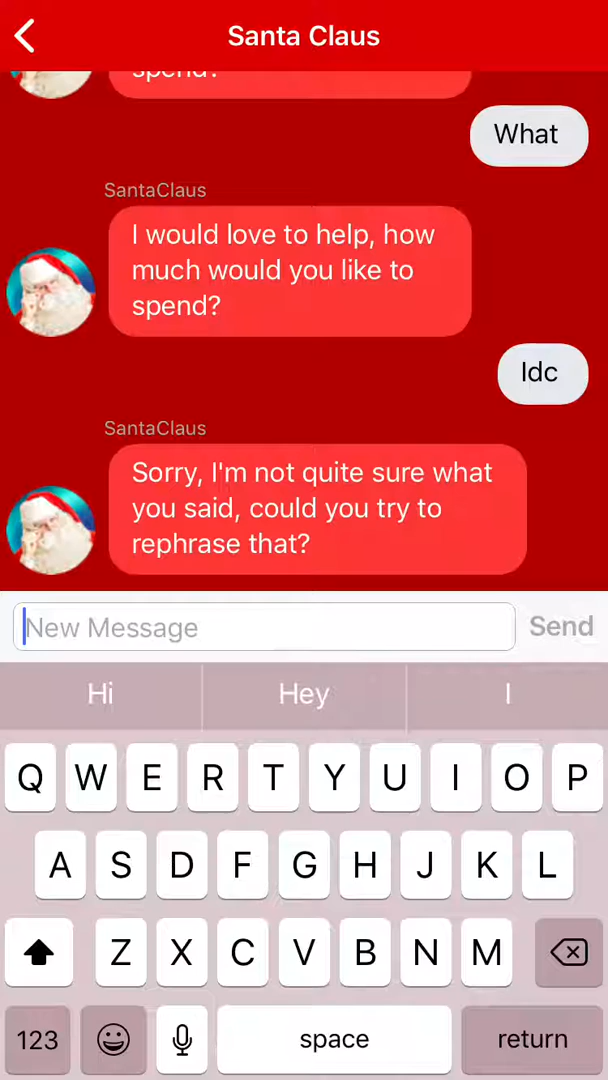 Santa Claus
spend?
What
SantaClaus
I would love to help, how
much would you like to
spend?
Idc
SantaClaus
Sorry, I'm not quite sure what
you said, could you try to
rephrase that?
New Message Send
Hi Hey I
Q W E R T Y U I O P
A S D F G H J K L
Z X C V B N M
123 space return